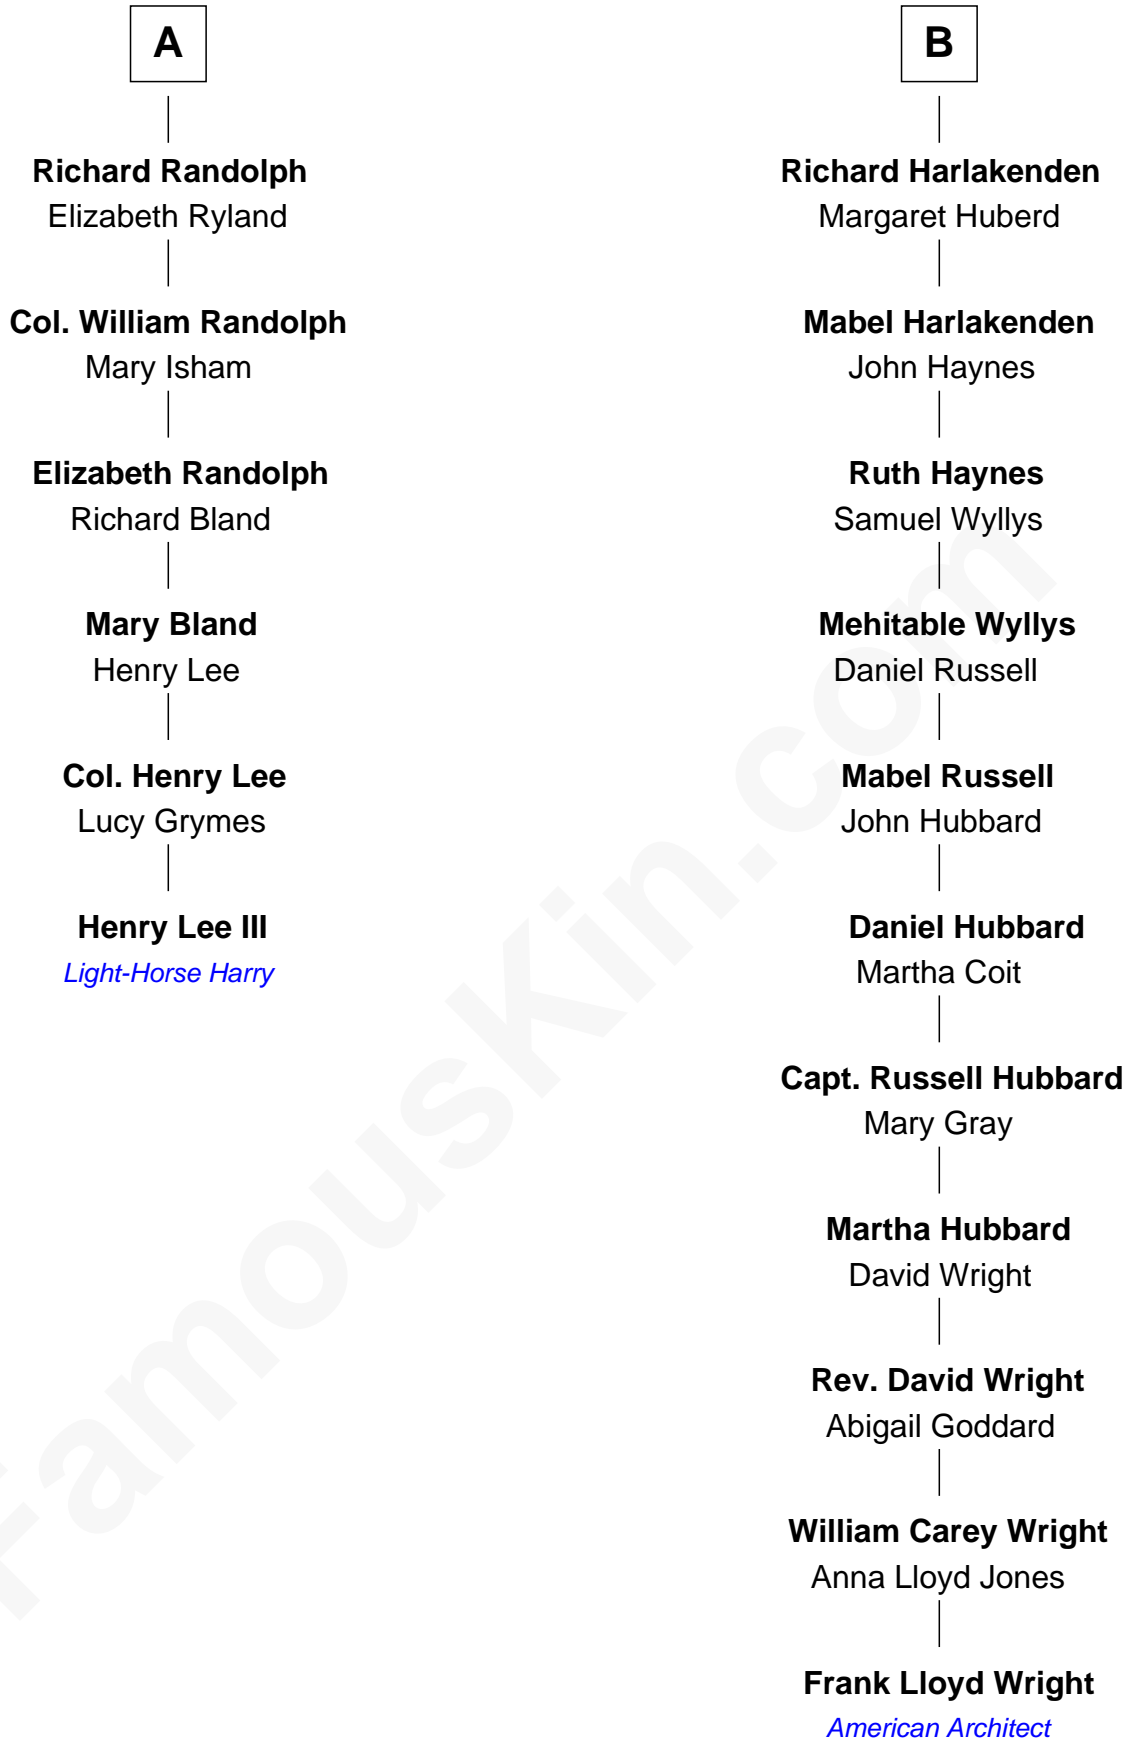 A
Richard Randolph
Elizabeth Ryland
Col. William Randolph
Mary Isham
Elizabeth Randolph
Richard Bland
Mary Bland
Henry Lee
Col. Henry Lee
Lucy Grymes
Henry Lee III
Light-Horse Harry
B
Richard Harlakenden
Margaret Huberd
Mabel Harlakenden
John Haynes
Ruth Haynes
Samuel Wyllys
Mehitable Wyllys
Daniel Russell
Mabel Russell
John Hubbard
Daniel Hubbard
Martha Coit
Capt. Russell Hubbard
Mary Gray
Martha Hubbard
David Wright
Rev. David Wright
Abigail Goddard
William Carey Wright
Anna Lloyd Jones
Frank Lloyd Wright
American Architect
FamousKin.com